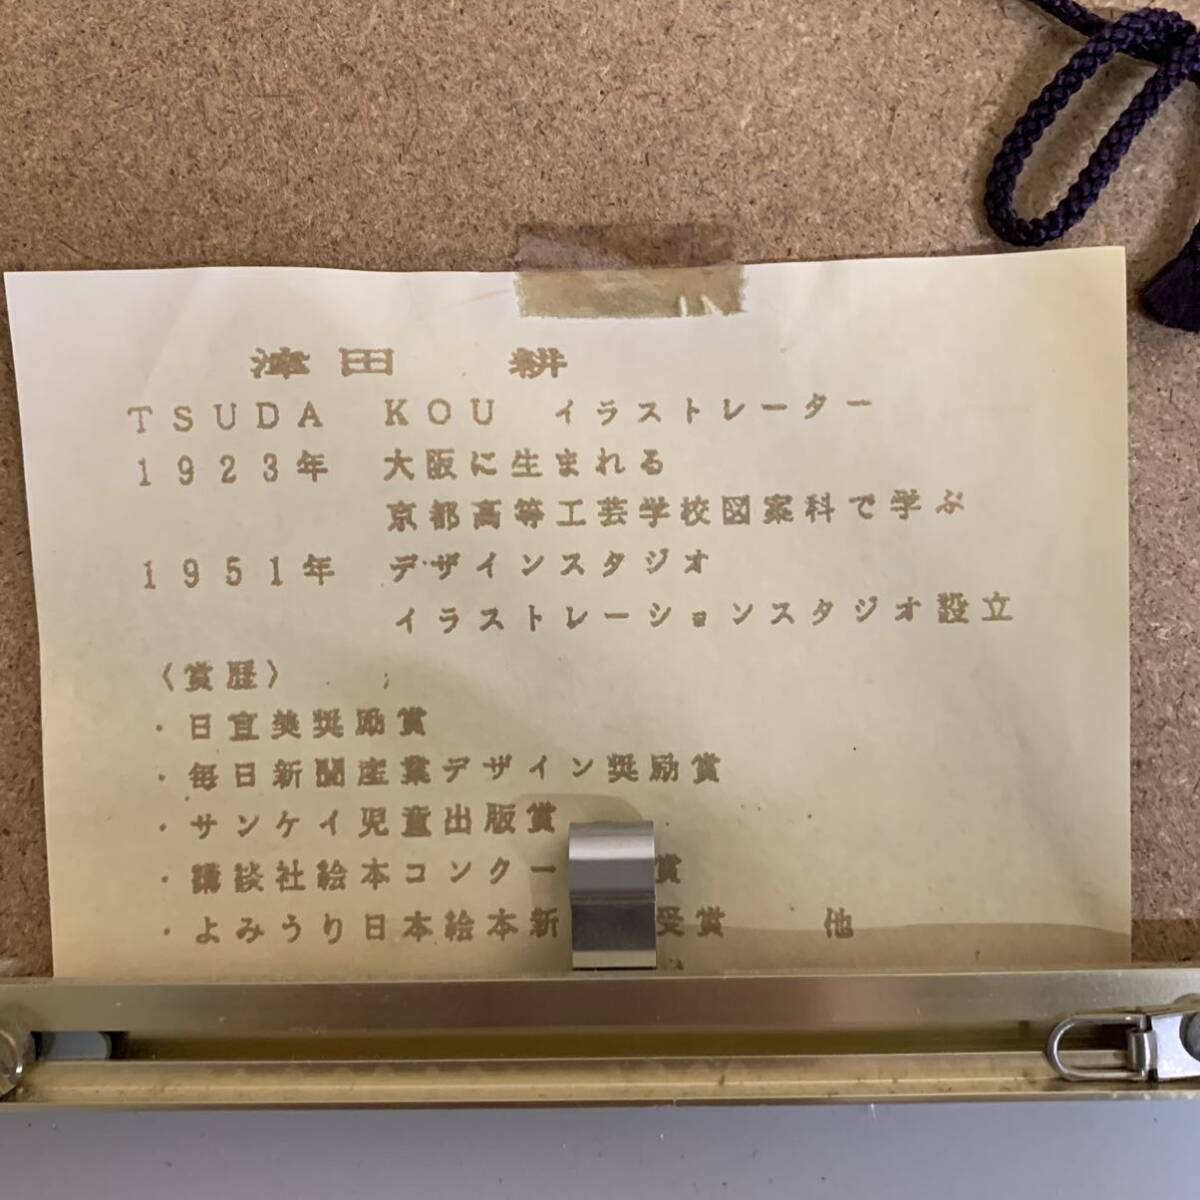 津田　耕
TSUDA　KOU　イラストレーター
1923年　大阪に生まれる
京都高等工芸学校図案科で学ぶ
1951年　デザインスタジオ
イラストレーションスタジオ設立
〈賞歴〉
・日宣美奨励賞
・毎日新聞産業デザイン奨励賞
・サンケイ児童出版賞
・講談社絵本コンクー　賞
・よみうり日本絵本新　受賞　　他